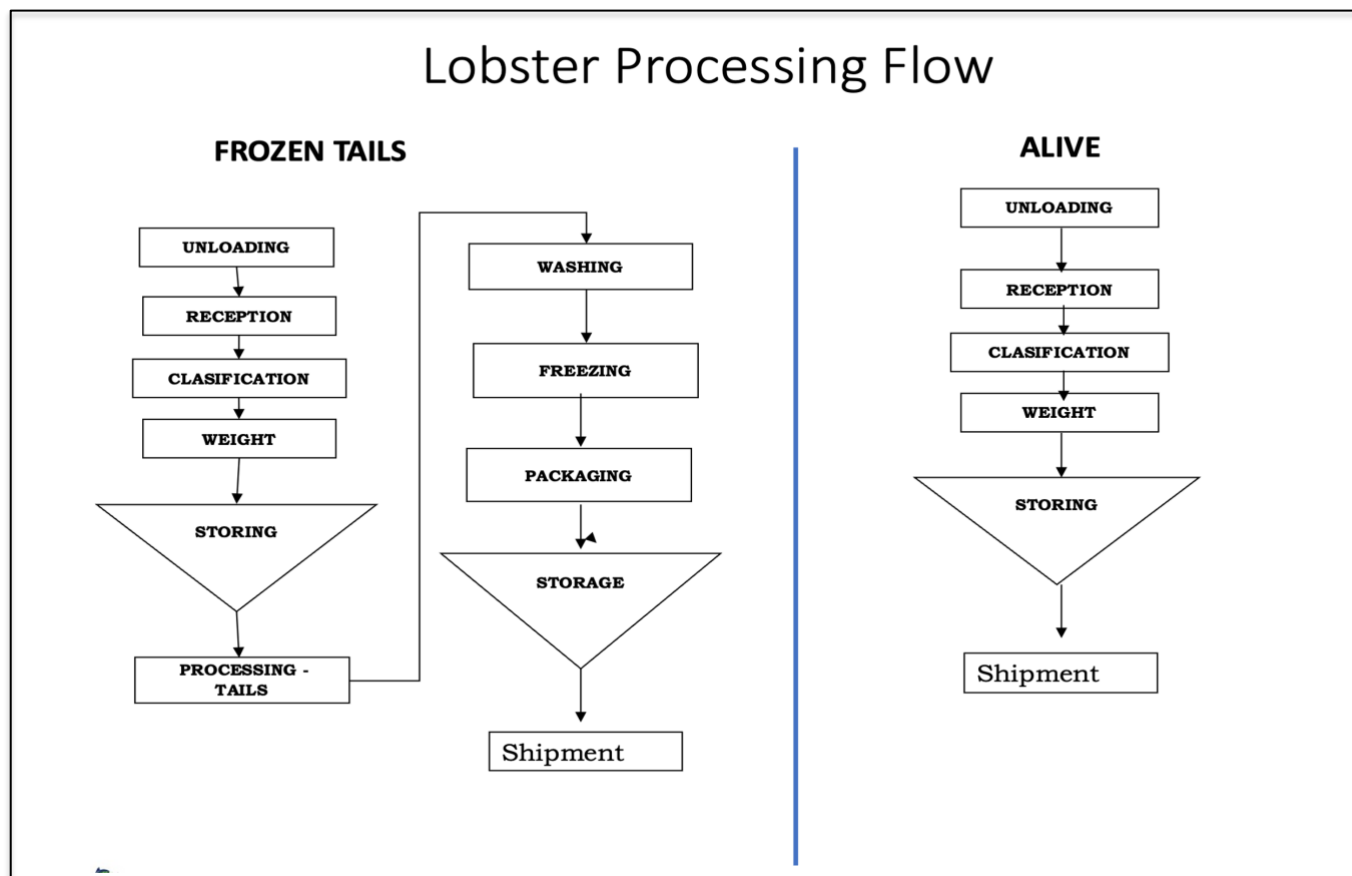 Lobster Processing Flow
FROZEN TAILS
UNLOADING
RECEPTION
CLASIFICATION
WEIGHT
STORING
PROCESSING -
TAILS
WASHING
FREEZING
PACKAGING
STORAGE
Shipment
ALIVE
UNLOADING
RECEPTION
CLASIFICATION
WEIGHT
STORING
Shipment